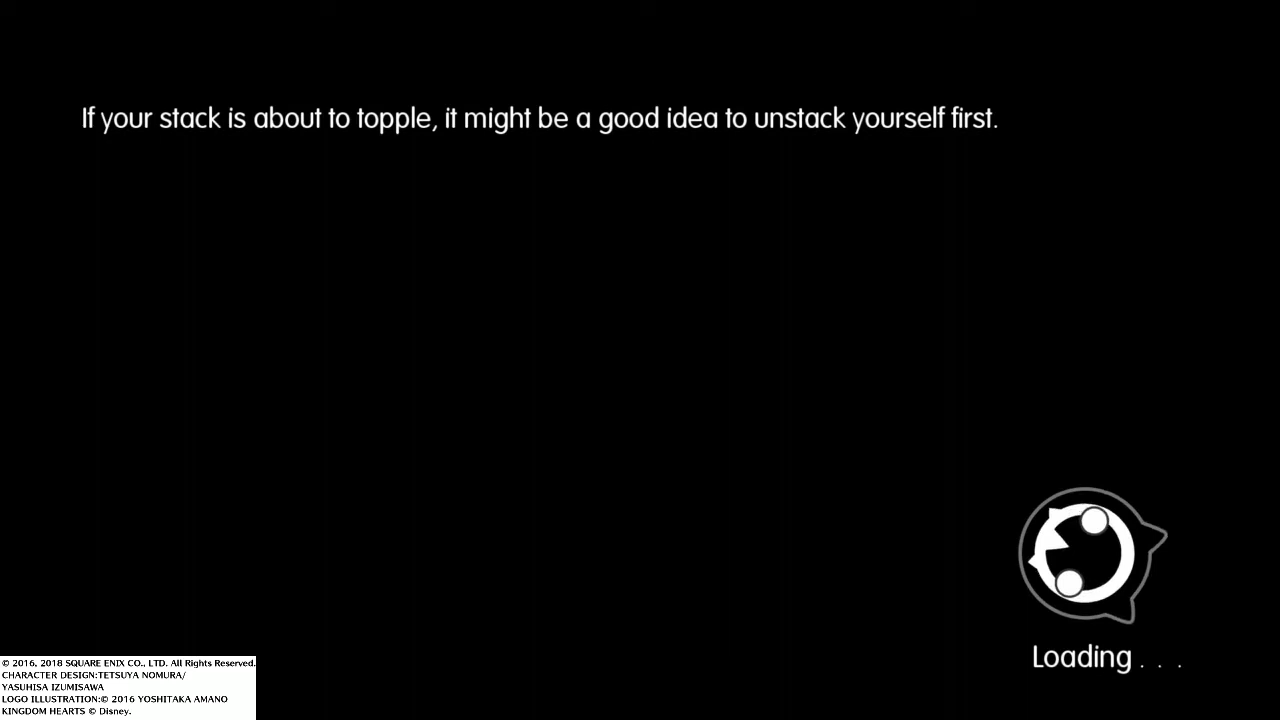 If your stack is about to topple, it might be a good idea to unstack yourself first.
Loading . . .
© 2016, 2018 SQUARE ENIX CO., LTD. All Rights Reserved.
CHARACTER DESIGN:TETSUYA NOMURA/
YASUHISA IZUMISAWA
LOGO ILLUSTRATION:© 2016 YOSHITAKA AMANO
KINGDOM HEARTS © Disney.